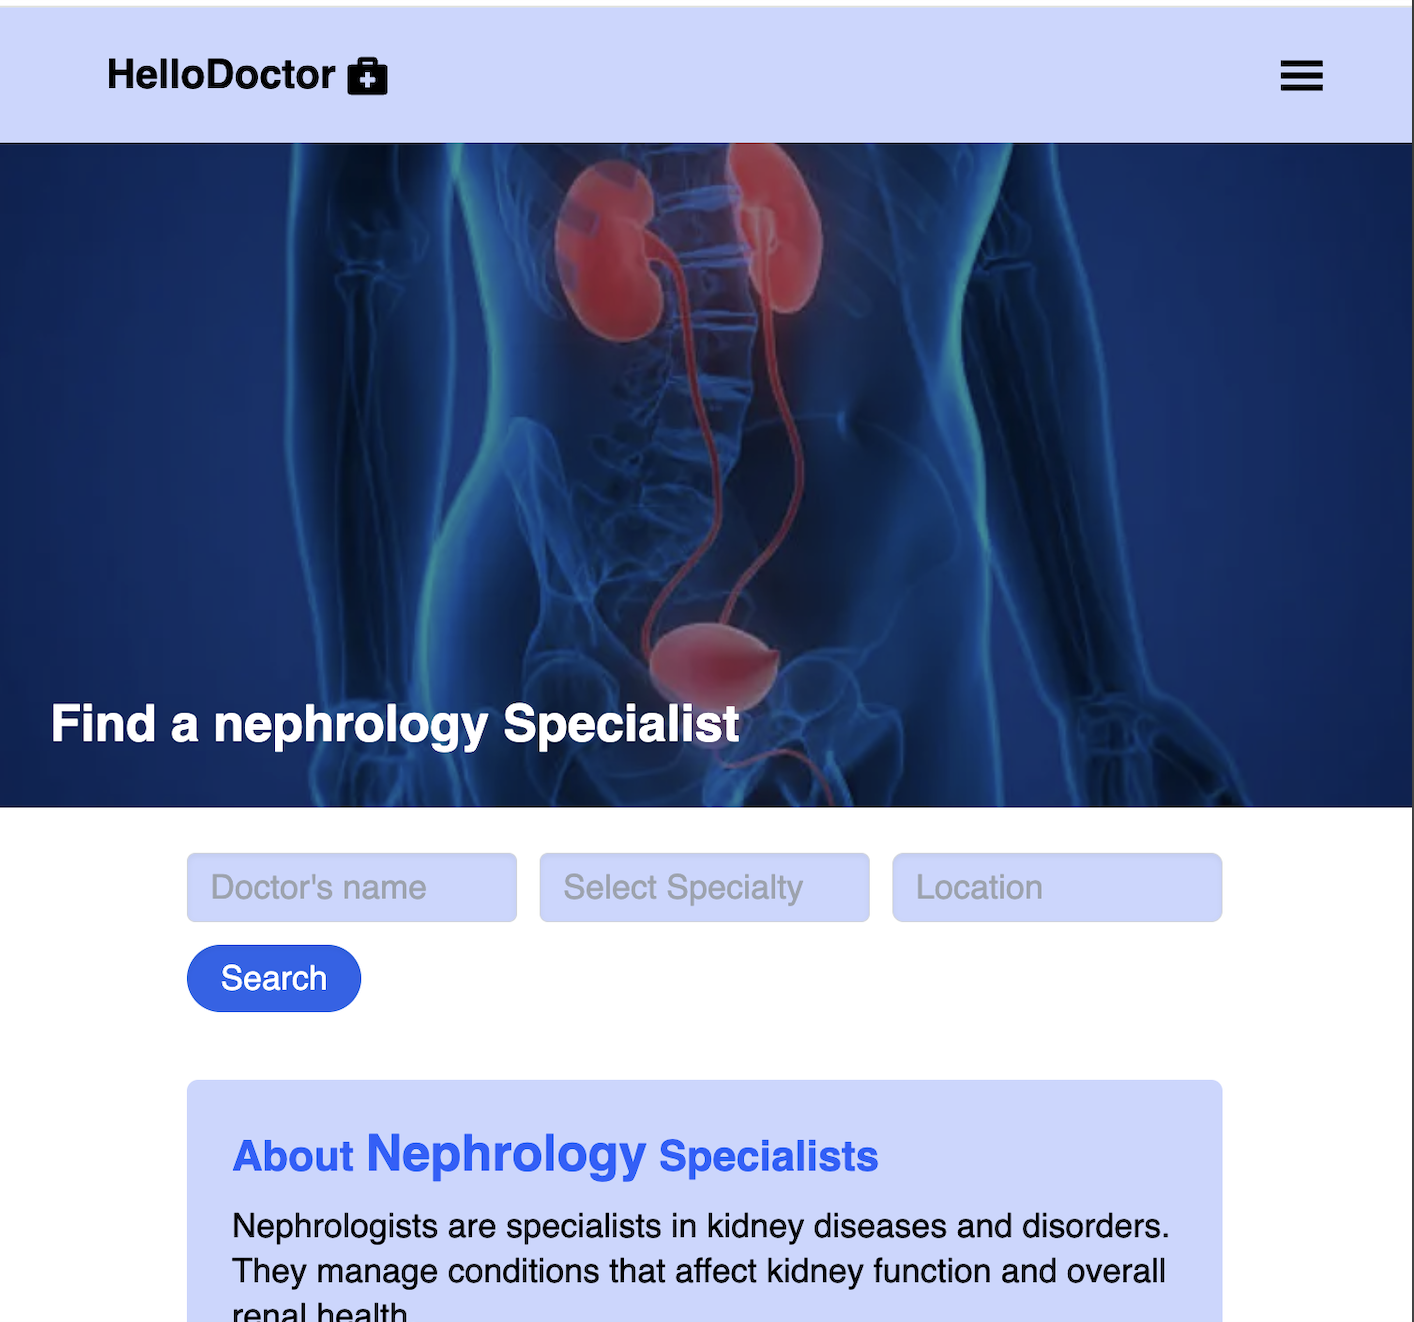 HelloDoctor
Find a nephrology Specialist
Doctor's name
Select Specialty
Location
Search
About Nephrology Specialists
Nephrologists are specialists in kidney diseases and disorders.
They manage conditions that affect kidney function and overall
renal health